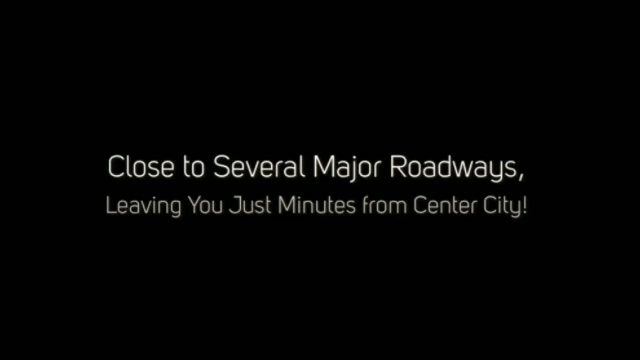 Close to Several Major Roadways,
Leaving You Just Minutes from Center City!